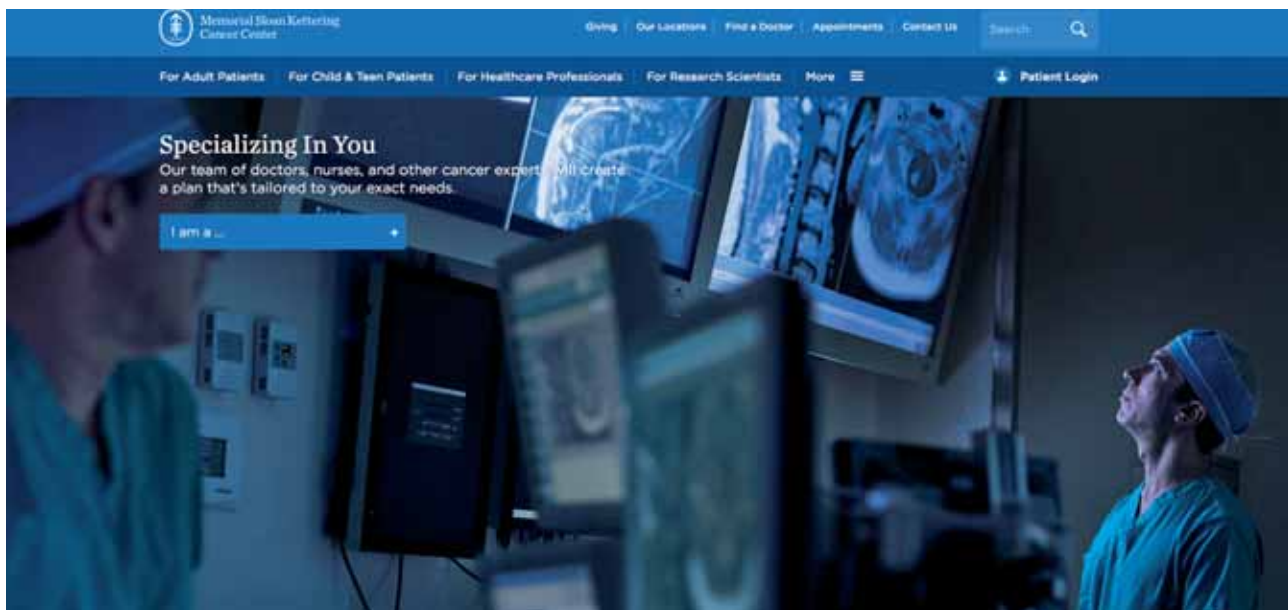 Memorial Sloan Kettering
Cancer Center
Giving
Our Locations
Find a Doctor
Appointments
Contact Us
Search
For Adult Patients
For Child & Teen Patients
For Healthcare Professionals
For Research Scientists
More
Patient Login
Specializing In You
Our team of doctors, nurses, and other cancer experts will create
a plan that's tailored to your exact needs.
I am a ...